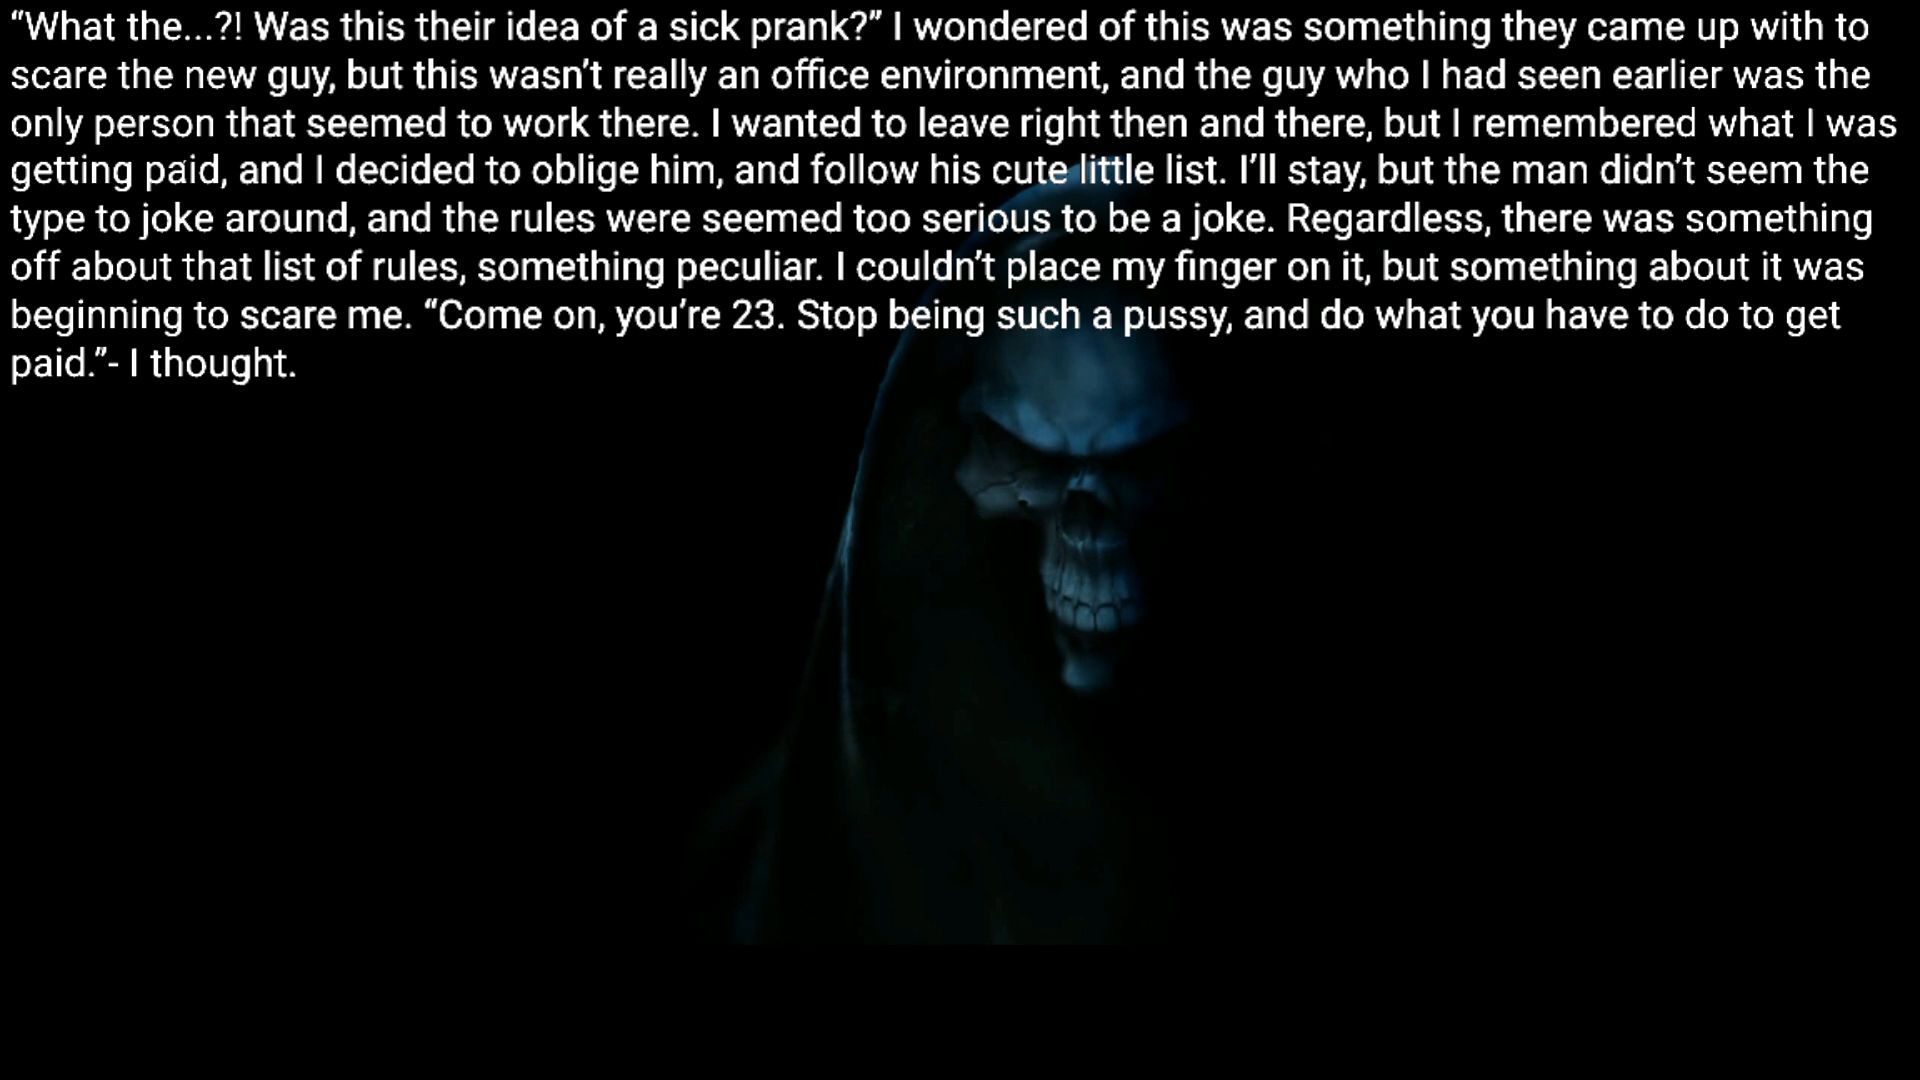 “What the...?! Was this their idea of a sick prank?” I wondered of this was something they came up with to
scare the new guy, but this wasn’t really an office environment, and the guy who I had seen earlier was the
only person that seemed to work there. I wanted to leave right then and there, but I remembered what I was
getting paid, and I decided to oblige him, and follow his cute little list. I’ll stay, but the man didn’t seem the
type to joke around, and the rules were seemed too serious to be a joke. Regardless, there was something
off about that list of rules, something peculiar. I couldn’t place my finger on it, but something about it was
beginning to scare me. “Come on, you’re 23. Stop being such a pussy, and do what you have to do to get
paid.”- I thought.